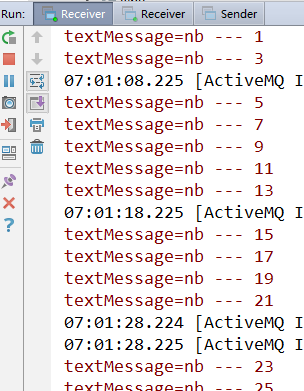 Run: Receiver Receiver Sender
textMessage=nb --- 1
textMessage=nb --- 3
07:01:08.225 [ActiveMQ I
textMessage=nb --- 5
textMessage=nb --- 7
textMessage=nb --- 9
textMessage=nb --- 11
textMessage=nb --- 13
07:01:18.225 [ActiveMQ I
textMessage=nb --- 15
textMessage=nb --- 17
textMessage=nb --- 19
textMessage=nb --- 21
07:01:28.224 [ActiveMQ I
07:01:28.225 [ActiveMQ I
textMessage=nb --- 23
textMessage=nb --- 25